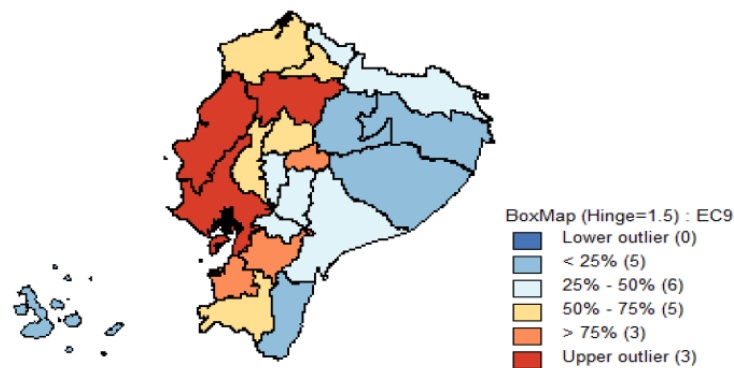 BoxMap (Hinge=1.5) : EC9
Lower outlier (0)
< 25% (5)
25% - 50% (6)
50% - 75% (5)
> 75% (3)
Upper outlier (3)